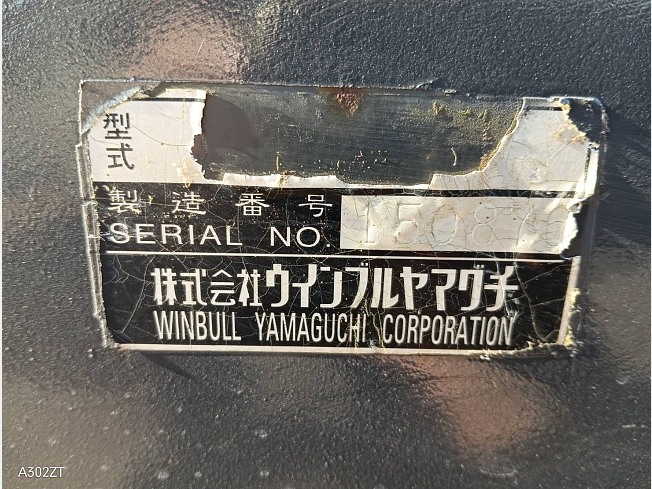 型式
製造番号
SERIAL NO.
株式会社ウインブルヤマグチ
WINBULL YAMAGUCHI CORPORATION
A302ZT